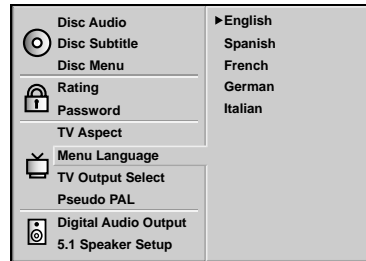 Disc Audio
Disc Subtitle
Disc Menu
Rating
Password
TV Aspect
Menu Language
TV Output Select
Pseudo PAL
Digital Audio Output
5.1 Speaker Setup
English
Spanish
French
German
Italian